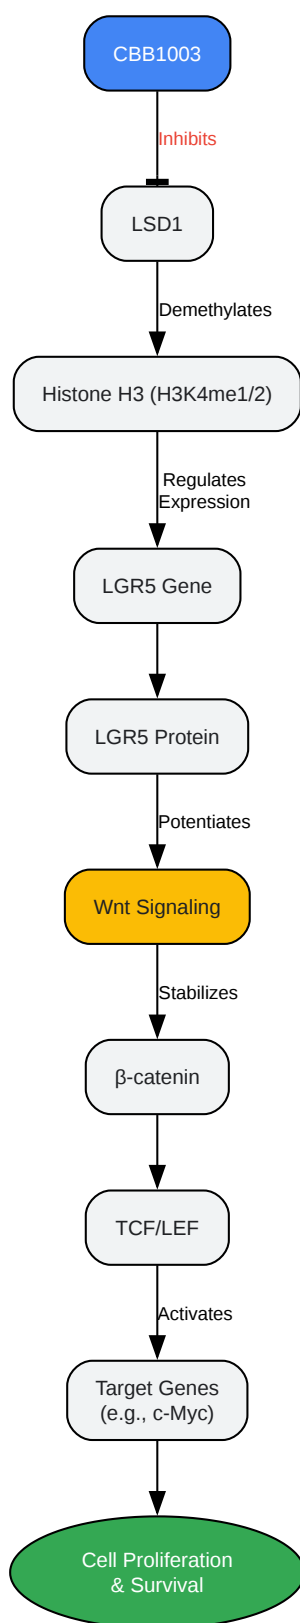 CBB1003
Inhibits
LSD1
Demethylates
Histone H3 (H3K4me1/2)
Regulates
Expression
LGR5 Gene
LGR5 Protein
Potentiates
Wnt Signaling
Stabilizes
β-catenin
TCF/LEF
Activates
Target Genes
(e.g., c-Myc)
Cell Proliferation
& Survival